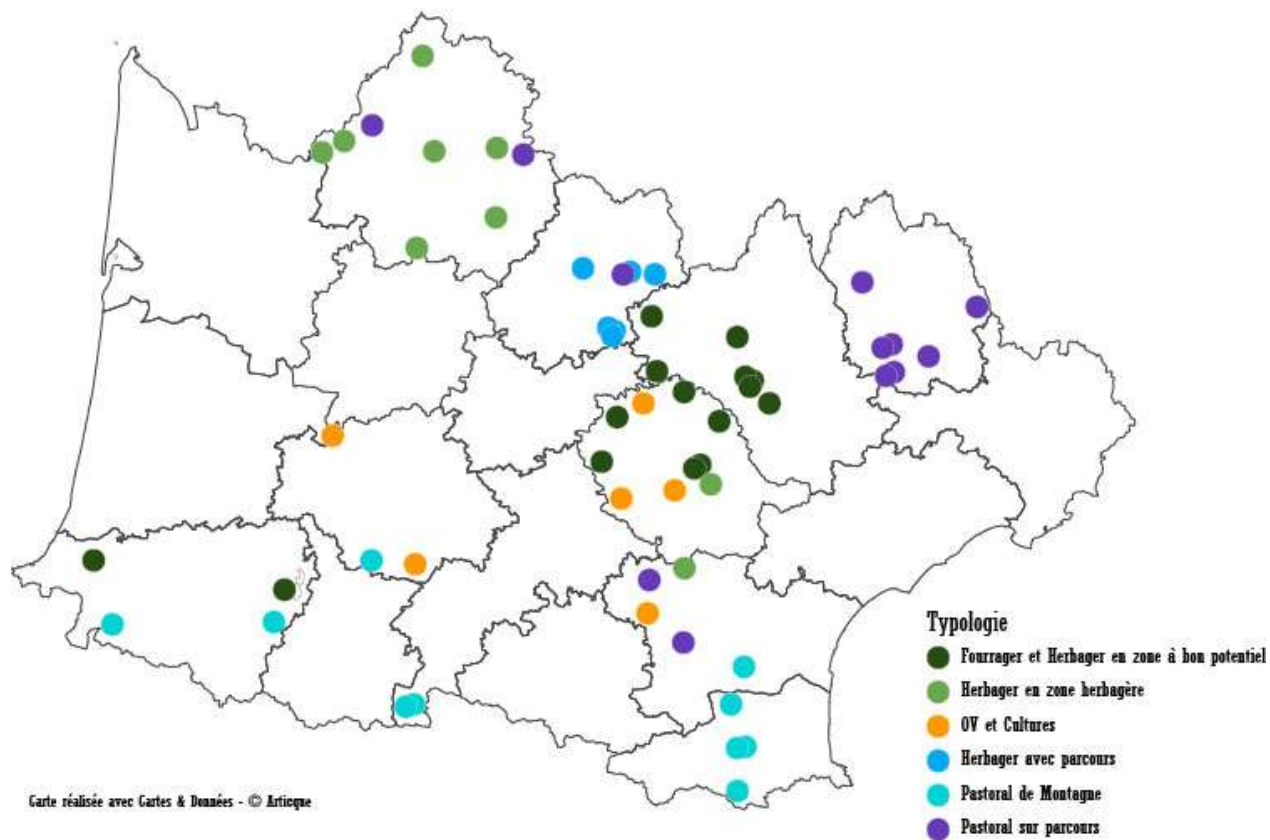 Typologie
Fourrager et Herbager en zone à bon potentiel
Herbager en zone herbagère
OV et Cultures
Herbager avec parcours
Pastoral de Montagne
Pastoral sur parcours
Carte réalisée avec Cartes & Données - © Articque